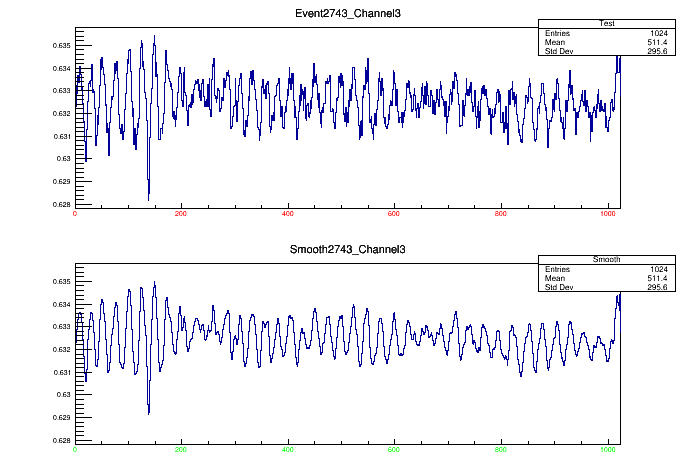 Event2743_Channel3
Test
Entries 1024
Mean 511.4
Std Dev 295.6
0.635
0.634
0.633
0.632
0.631
0.63
0.629
0.628
0 200 400 600 800 1000
Smooth2743_Channel3
Smooth
Entries 1024
Mean 511.4
Std Dev 295.6
0.635
0.634
0.633
0.632
0.631
0.63
0.629
0.628
0 200 400 600 800 1000